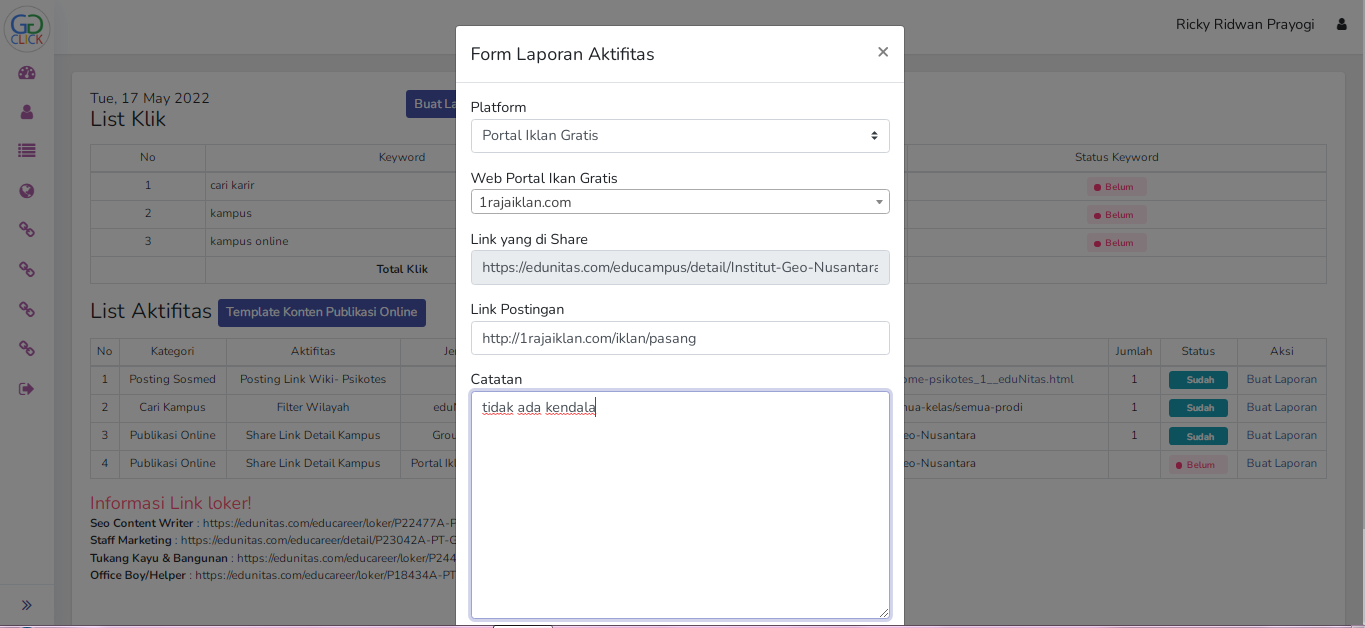 GG
CLICK
Ricky Ridwan Prayogi
Form Laporan Aktifitas
×
Platform
Portal Iklan Gratis
Web Portal Ikan Gratis
1rajaiklan.com
Link yang di Share
https://edunitas.com/educampus/detail/Institut-Geo-Nusantara
Link Postingan
http://1rajaiklan.com/iklan/pasang
Catatan
tidak ada kendala
Tue, 17 May 2022
List Klik
Buat La
No Keyword Status Keyword
1 cari karir Belum
2 kampus Belum
3 kampus online Belum
Total Klik
List Aktifitas Template Konten Publikasi Online
No Kategori Aktifitas Je Jumlah Status Aksi
1 Posting Sosmed Posting Link Wiki- Psikotes ome-psikotes_1__eduNitas.html 1 Sudah Buat Laporan
2 Cari Kampus Filter Wilayah edu nua-kelas/semua-prodi 1 Sudah Buat Laporan
3 Publikasi Online Share Link Detail Kampus Grou eo-Nusantara 1 Sudah Buat Laporan
4 Publikasi Online Share Link Detail Kampus Portal Ikl eo-Nusantara Belum Buat Laporan
Informasi Link loker!
Seo Content Writer : https://edunitas.com/educareer/loker/P22477A-P
Staff Marketing : https://edunitas.com/educareer/detail/P23042A-PT-G
Tukang Kayu & Bangunan : https://edunitas.com/educareer/loker/P244
Office Boy/Helper : https://edunitas.com/educareer/loker/P18434A-PT